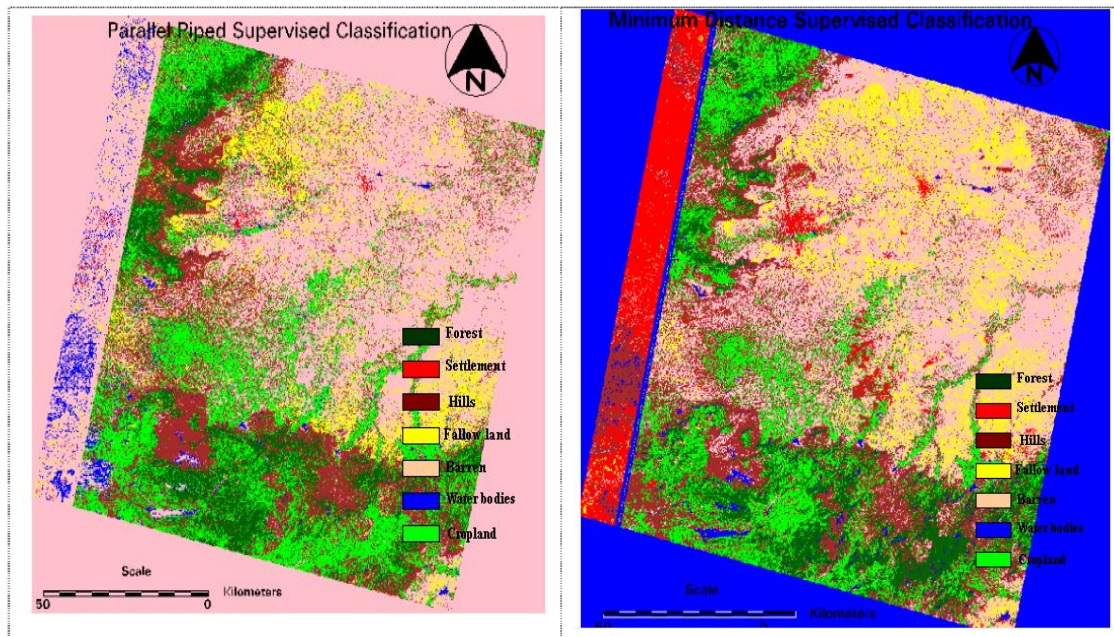 Parallel Piped Supervised Classification
N
Forest
Settlement
Hills
Fallow land
Barren
Water bodies
Cropland
Scale
50 0 Kilometers
Minimum Distance Supervised Classification
N
Forest
Settlement
Hills
Fallow land
Barren
Water bodies
Cropland
Scale
Kilometers